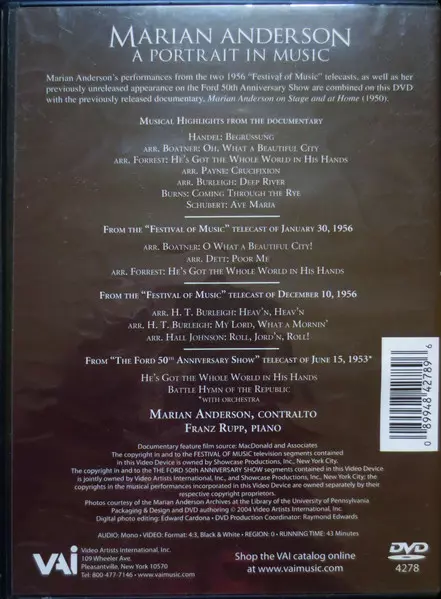 MARIAN ANDERSON
A PORTRAIT IN MUSIC
Marian Anderson's performances from the two 1956 "Festival of Music" telecasts, as well as her
previously unreleased appearance on the Ford 50th Anniversary Show are combined on this DVD
with the previously released documentary, Marian Anderson on Stage and at Home (1950).
MUSICAL HIGHLIGHTS FROM THE DOCUMENTARY
HANDEL: BEGRÜSSUNG
ARR. BOATNER: OH, WHAT A BEAUTIFUL CITY
ARR. FORREST: HE'S GOT THE WHOLE WORLD IN HIS HANDS
ARR. PAYNE: CRUCIFIXION
ARR. BURLEIGH: DEEP RIVER
BURNS: COMING THROUGH THE RYE
SCHUBERT: AVE MARIA
FROM THE "FESTIVAL OF MUSIC" TELECAST OF JANUARY 30, 1956
ARR. BOATNER: O WHAT A BEAUTIFUL CITY!
ARR. DETT: POOR ME
ARR. FORREST: HE'S GOT THE WHOLE WORLD IN HIS HANDS
FROM THE "FESTIVAL OF MUSIC" TELECAST OF DECEMBER 10, 1956
ARR. H. T. BURLEIGH: HEAV'N, HEAV'N
ARR. H. T. BURLEIGH: MY LORD, WHAT A MORNIN'
ARR. HALL JOHNSON: ROLL, JORD'N, ROLL!
FROM "THE FORD 50TH ANNIVERSARY SHOW" TELECAST OF JUNE 15, 1953*
HE'S GOT THE WHOLE WORLD IN HIS HANDS
BATTLE HYMN OF THE REPUBLIC
*WITH ORCHESTRA
MARIAN ANDERSON, CONTRALTO
FRANZ RUPP, PIANO
0 89948 42789 6
Documentary feature film source: MacDonald and Associates
The copyright in and to the FESTIVAL OF MUSIC television segments contained
in this Video Device is owned by Showcase Productions, Inc., New York City.
The copyright in and to THE FORD 50TH ANNIVERSARY SHOW segments contained in this Video Device
is jointly owned by Video Artists International, Inc., and Showcase Productions, Inc., New York City; the
copyrights in the musical performances incorporated in this Video Device are owned separately by their
respective copyright proprietors.
Photos courtesy of the Marian Anderson Archives at the Library of the University of Pennsylvania
Packaging & Design and DVD authoring © 2004 Video Artists International, Inc.
Digital photo editing: Edward Cardona • DVD Production Coordinator: Raymond Edwards
AUDIO: Mono • VIDEO - Format: 4:3, Black & White • REGION: 0 • RUNNING TIME: 43 Minutes
VAI
Video Artists International, Inc.
109 Wheeler Ave.
Pleasantville, New York 10570
Tel: 800-477-7146 • vaimusic.com
Shop the VAI catalog online
at www.vaimusic.com
DVD
VIDEO
4278